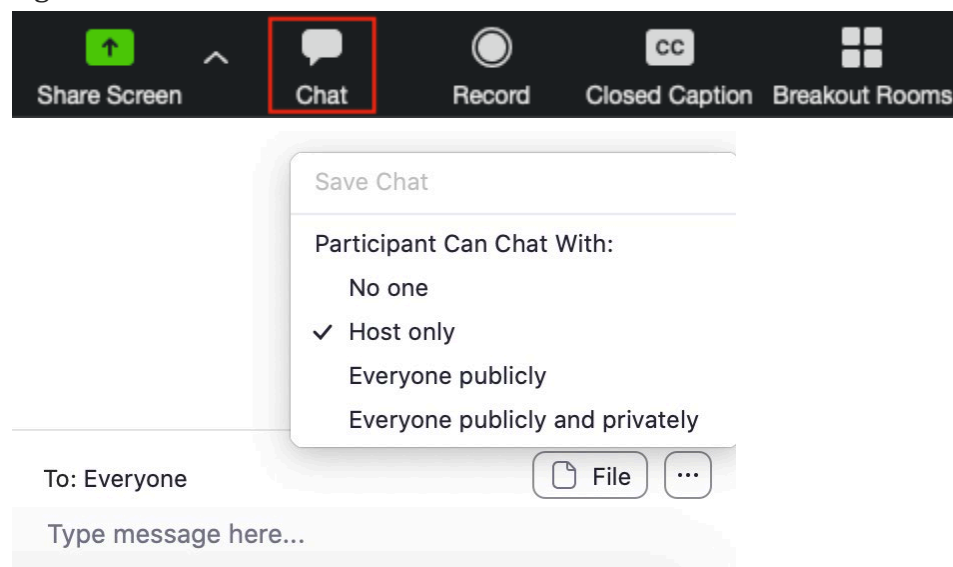 Share Screen Chat Record CC Closed Caption Breakout Rooms
Save Chat
Participant Can Chat With:
No one
Host only
Everyone publicly
Everyone publicly and privately
To: Everyone File
Type message here...